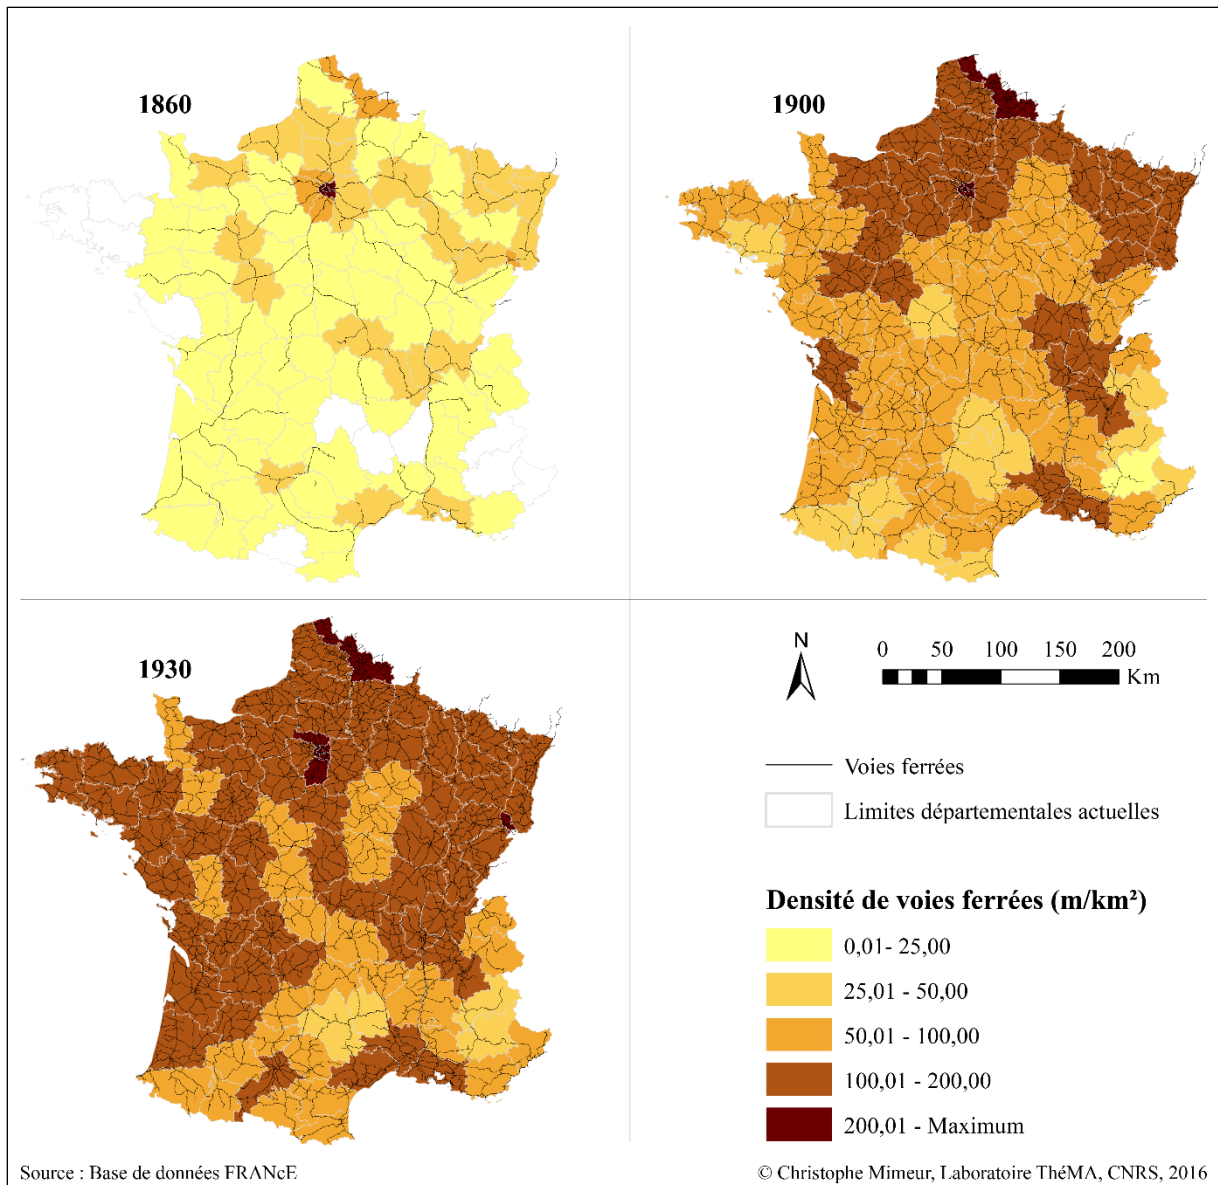 1860
1900
1930
N
0 50 100 150 200
Km
Voies ferrées
Limites départementales actuelles
Densité de voies ferrées (m/km²)
0,01- 25,00
25,01 - 50,00
50,01 - 100,00
100,01 - 200,00
200,01 - Maximum
Source : Base de données FRANcE
© Christophe Mimeur, Laboratoire ThéMA, CNRS, 2016